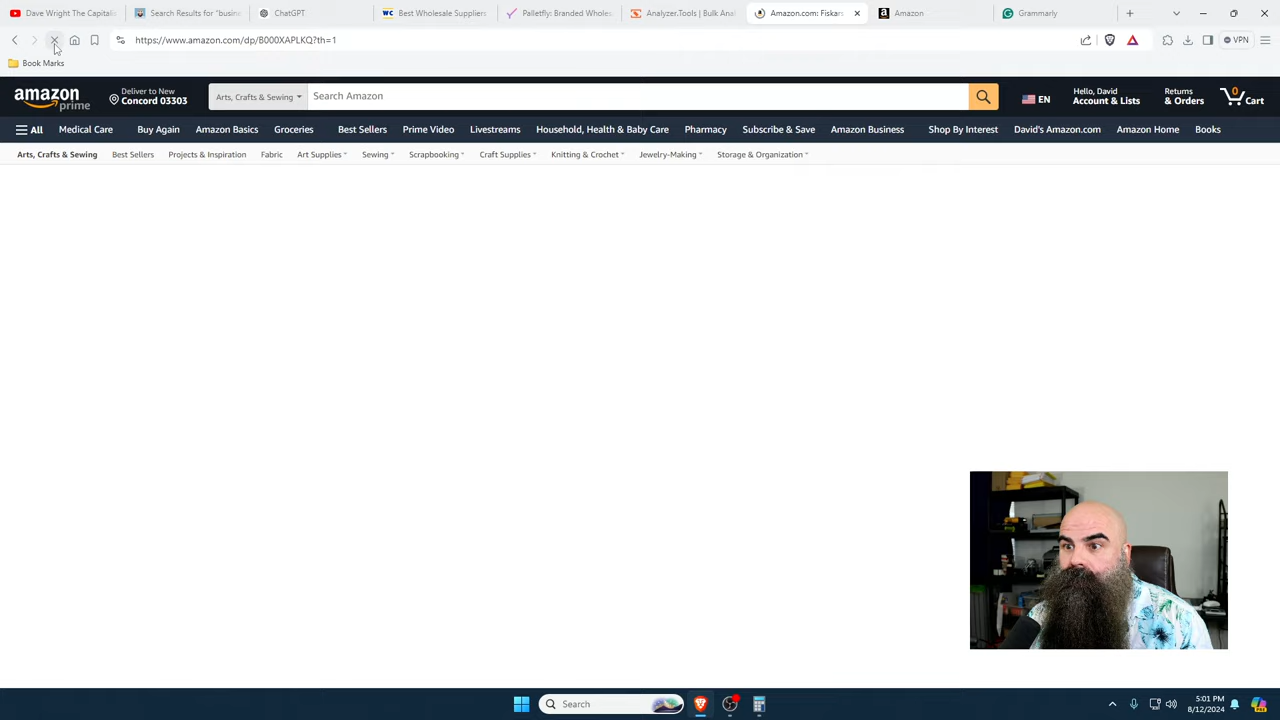 Dave Wright The Capitalis
Search Results for "busine
ChatGPT
WC Best Wholesale Suppliers
Palletfly: Branded Wholes
Analyzer.Tools | Bulk Anal
Amazon.com: Fiskars
Amazon
Grammarly
https://www.amazon.com/dp/B000XAPLKQ?th=1
VPN
Book Marks
amazon prime
Deliver to New
Concord 03303
Arts, Crafts & Sewing
Search Amazon
EN
Hello, David
Account & Lists
Returns
& Orders
0
Cart
All
Medical Care
Buy Again
Amazon Basics
Groceries
Best Sellers
Prime Video
Livestreams
Household, Health & Baby Care
Pharmacy
Subscribe & Save
Amazon Business
Shop By Interest
David's Amazon.com
Amazon Home
Books
Arts, Crafts & Sewing
Best Sellers
Projects & Inspiration
Fabric
Art Supplies
Sewing
Scrapbooking
Craft Supplies
Knitting & Crochet
Jewelry-Making
Storage & Organization
Search
5:01 PM
8/12/2024